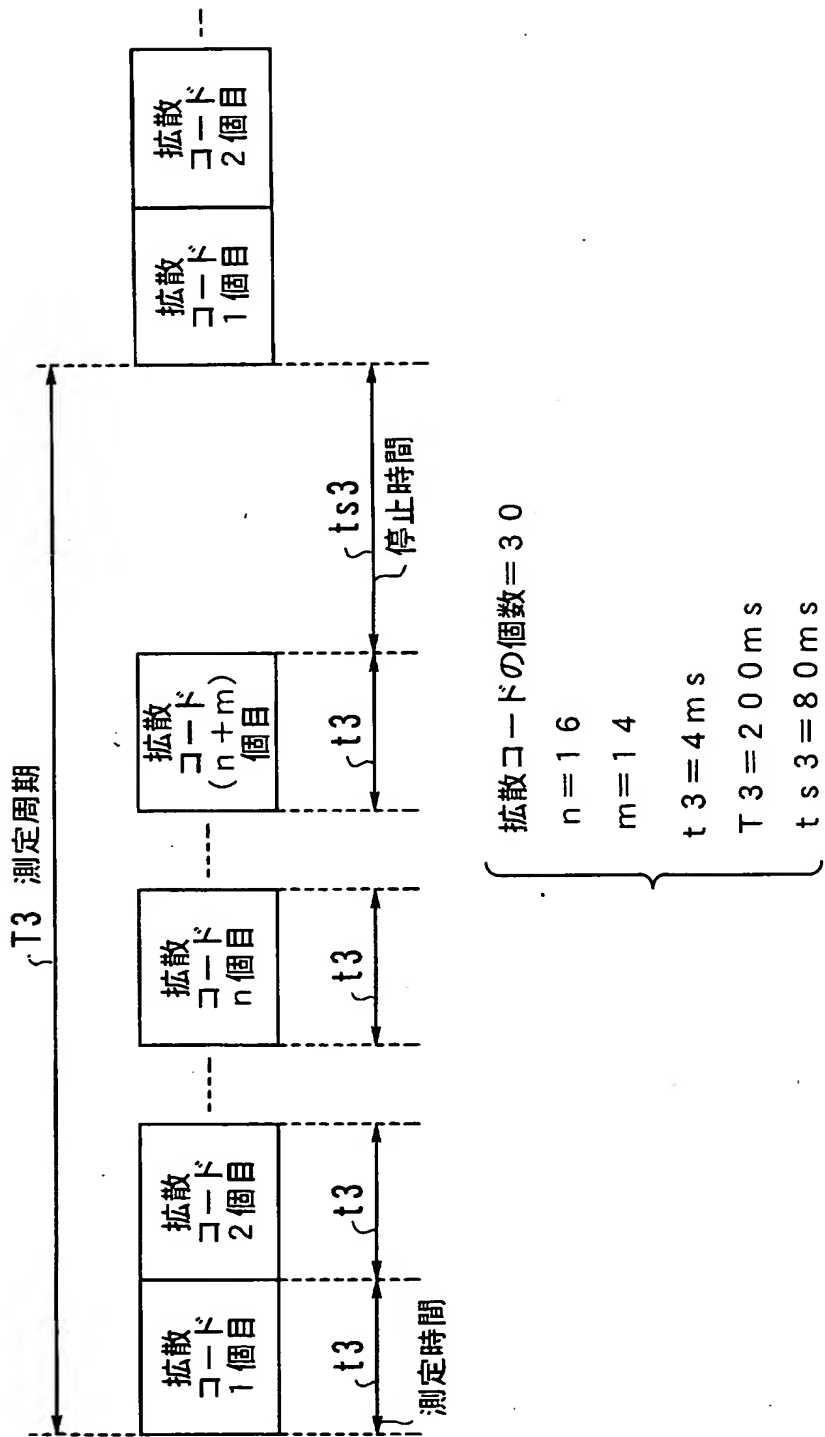 T3 測定周期
拡散
コード
1個目
拡散
コード
2個目
拡散
コード
n個目
拡散
コード
(n+m)
個目
拡散
コード
1個目
拡散
コード
2個目
t3
t3
t3
t3
ts3
測定時間
停止時間
拡散コードの個数=30
n=16
m=14
t3=4ms
T3=200ms
ts3=80ms